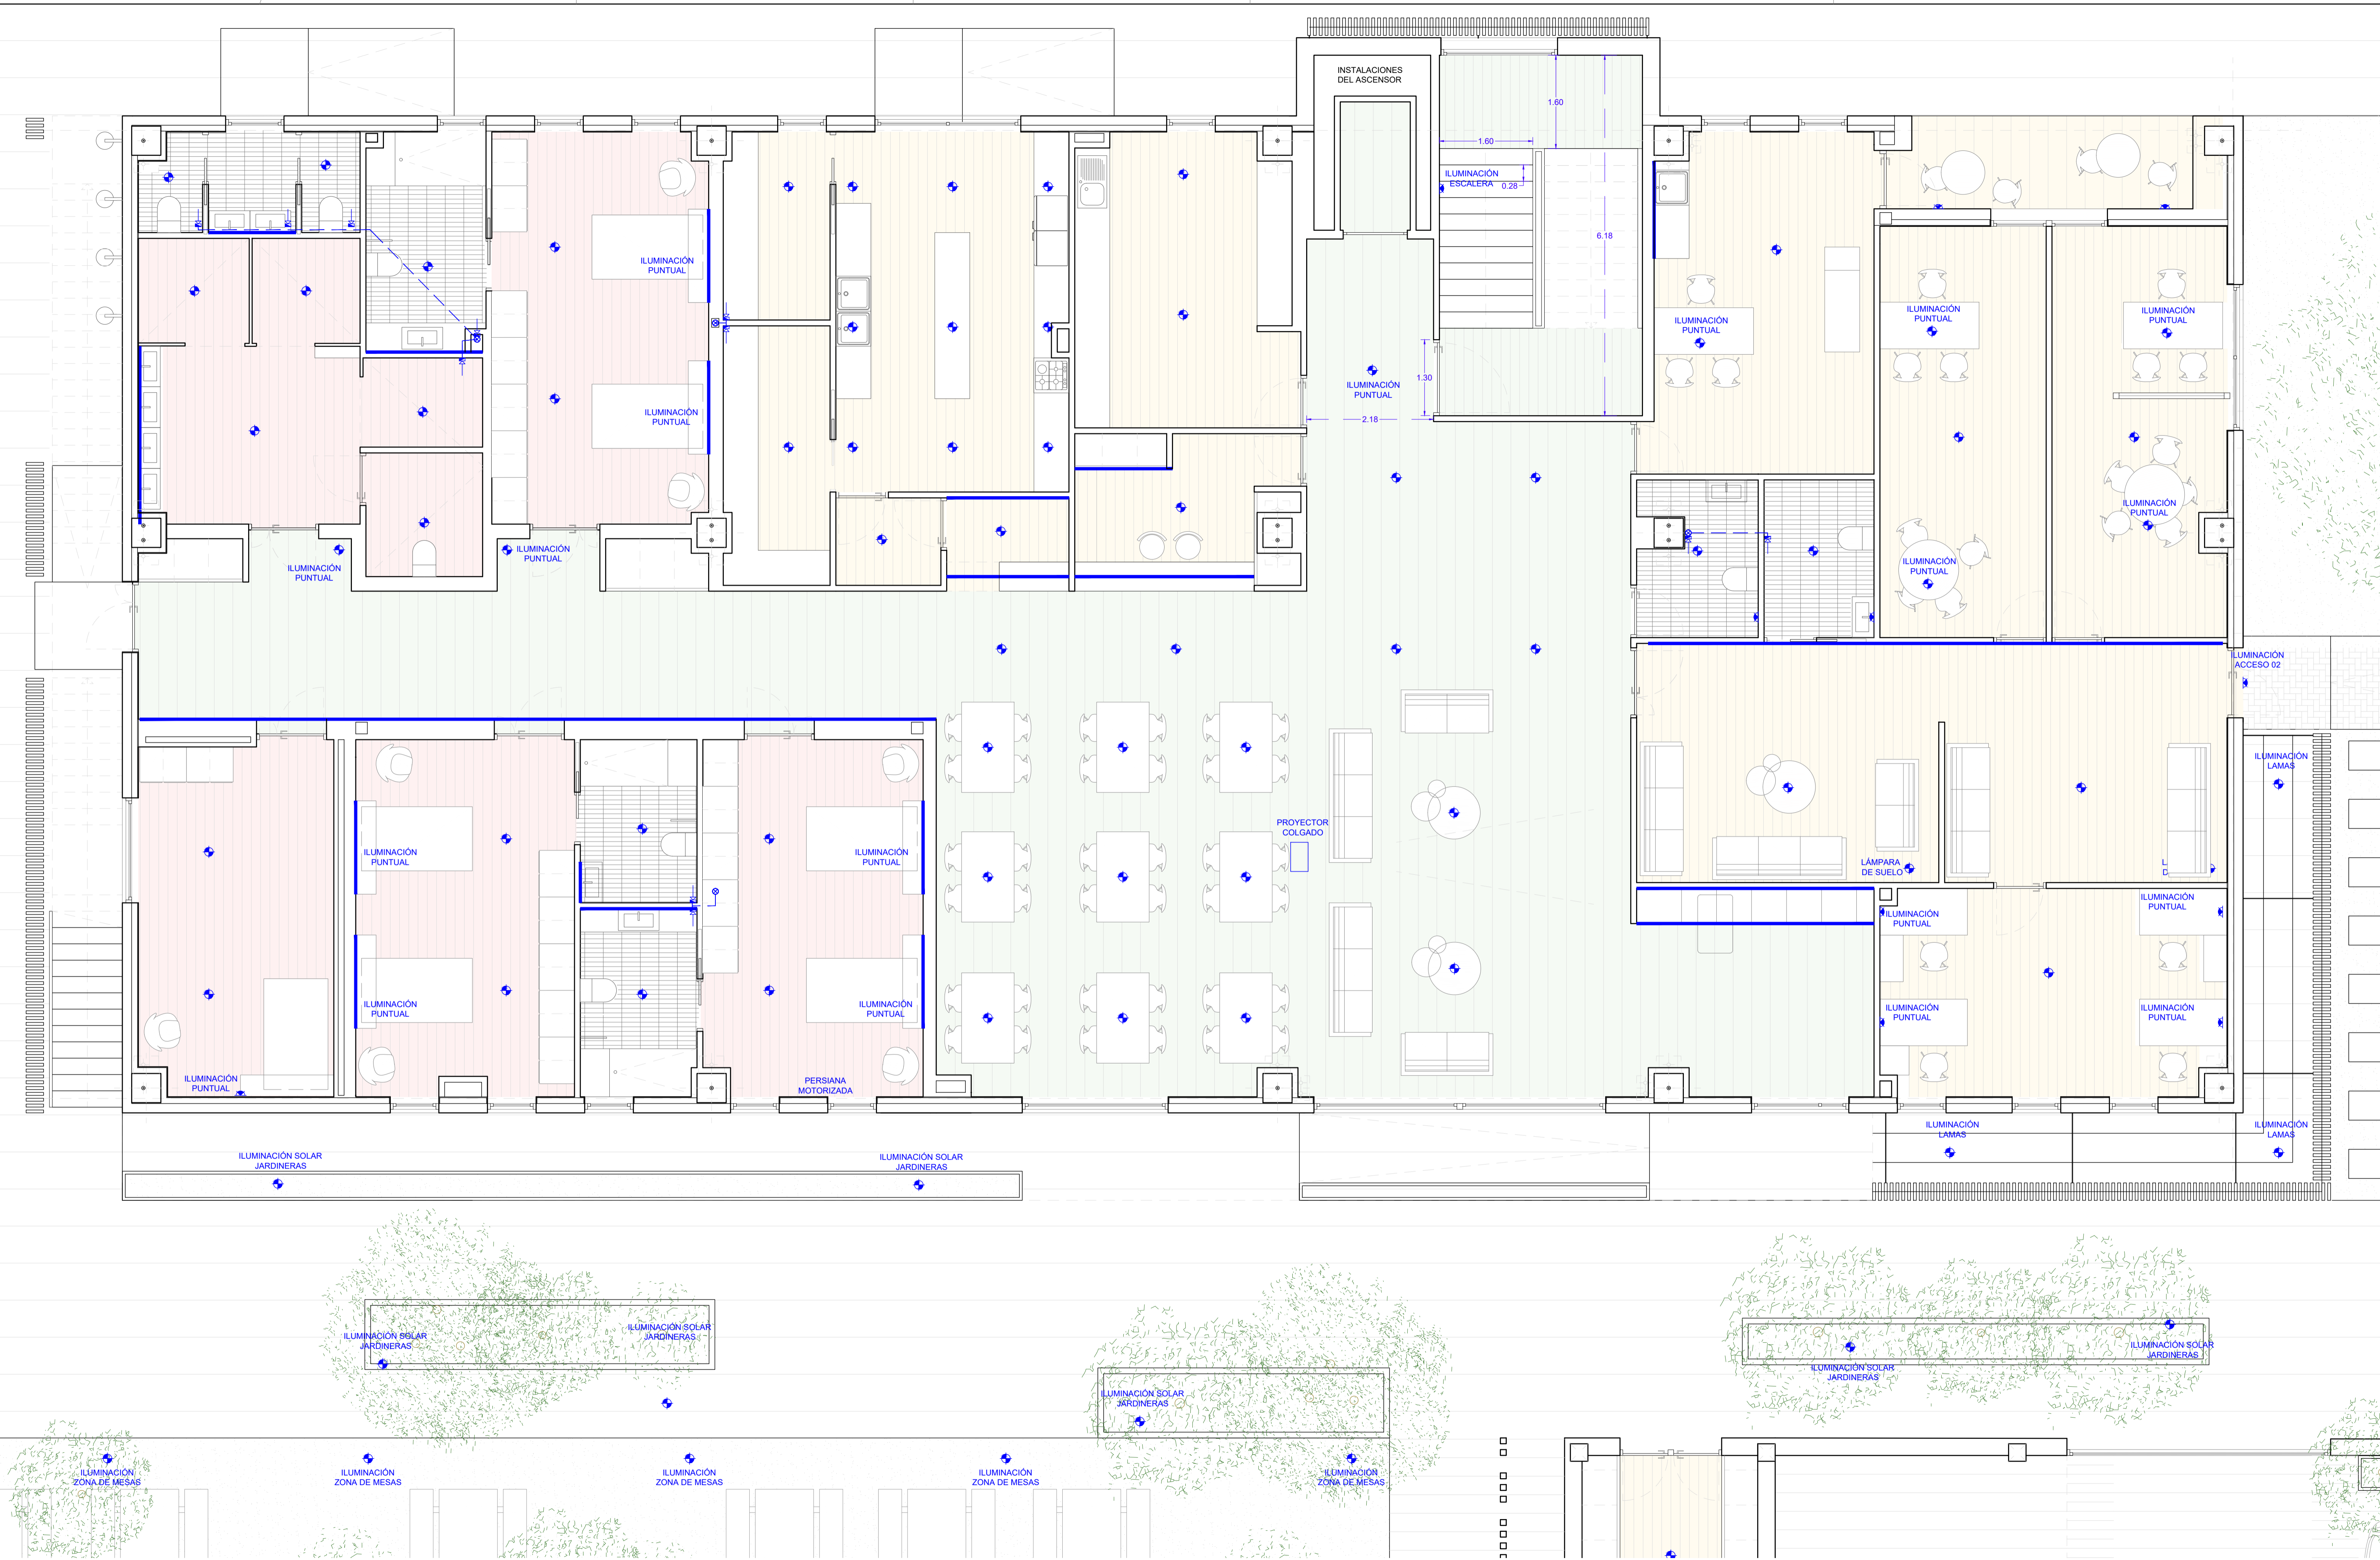 INSTALACIONES
DEL ASCENSOR
1.60
1.60
ILUMINACIÓN
ESCALERA
0.28
6.18
ILUMINACIÓN
PUNTUAL
ILUMINACIÓN
PUNTUAL
ILUMINACIÓN
PUNTUAL
ILUMINACIÓN
PUNTUAL
1.30
ILUMINACIÓN
PUNTUAL
ILUMINACIÓN
PUNTUAL
2.18
ILUMINACIÓN
PUNTUAL
ILUMINACIÓN
PUNTUAL
ILUMINACIÓN
PUNTUAL
ILUMINACIÓN
PUNTUAL
LUMINACIÓN
ACCESO 02
ILUMINACIÓN
LAMAS
PROYECTOR
COLGADO
ILUMINACIÓN
PUNTUAL
ILUMINACIÓN
PUNTUAL
LÁMPARA
DE SUELO
L
D
ILUMINACIÓN
PUNTUAL
ILUMINACIÓN
PUNTUAL
ILUMINACIÓN
PUNTUAL
ILUMINACIÓN
PUNTUAL
ILUMINACIÓN
PUNTUAL
ILUMINACIÓN
PUNTUAL
ILUMINACIÓN
PUNTUAL
PERSIANA
MOTORIZADA
ILUMINACIÓN
LAMAS
ILUMINACIÓN
LAMAS
ILUMINACIÓN SOLAR
JARDINERAS
ILUMINACIÓN SOLAR
JARDINERAS
ILUMINACIÓN SOLAR
JARDINERAS
ILUMINACIÓN SOLAR
JARDINERAS
ILUMINACIÓN SOLAR
JARDINERAS
ILUMINACIÓN SOLAR
JARDINERAS
ILUMINACIÓN SOLAR
JARDINERAS
ILUMINACIÓN
ZONA DE MESAS
ILUMINACIÓN
ZONA DE MESAS
ILUMINACIÓN
ZONA DE MESAS
ILUMINACIÓN
ZONA DE MESAS
ILUMINACIÓN
ZONA DE MESAS